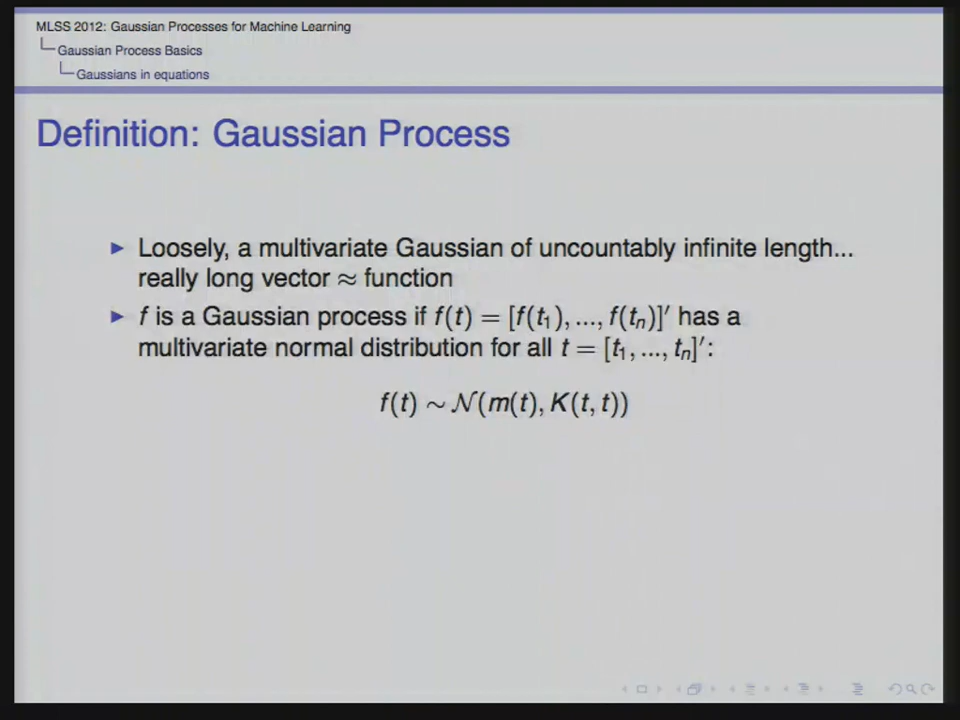 MLSS 2012: Gaussian Processes for Machine Learning
Gaussian Process Basics
Gaussians in equations
Definition: Gaussian Process
Loosely, a multivariate Gaussian of uncountably infinite length...
really long vector ≈ function
f is a Gaussian process if f(t) = [f(t₁), ..., f(tₙ)]′ has a
multivariate normal distribution for all t = [t₁, ..., tₙ]′:
f(t) ∼ 𝒩(m(t), K(t, t))